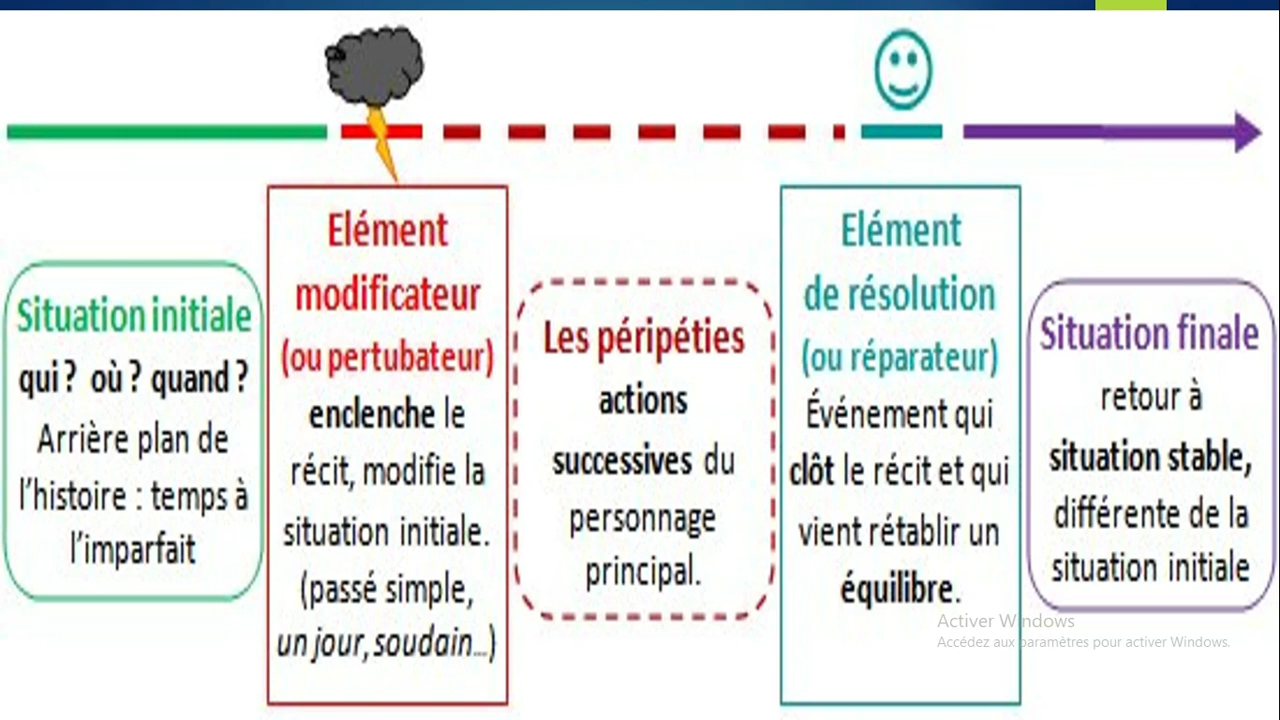 Situation initiale
qui ? où ? quand ?
Arrière plan de
l'histoire : temps à
l'imparfait
Elément
modificateur
(ou pertubateur)
enclenche le
récit, modifie la
situation initiale.
(passé simple,
un jour, soudain...)
Les péripéties
actions
successives du
personnage
principal.
Elément
de résolution
(ou réparateur)
Événement qui
clôt le récit et qui
vient rétablir un
équilibre.
Situation finale
retour à
situation stable,
différente de la
situation initiale
Activer Windows
Accédez aux paramètres pour activer Windows.